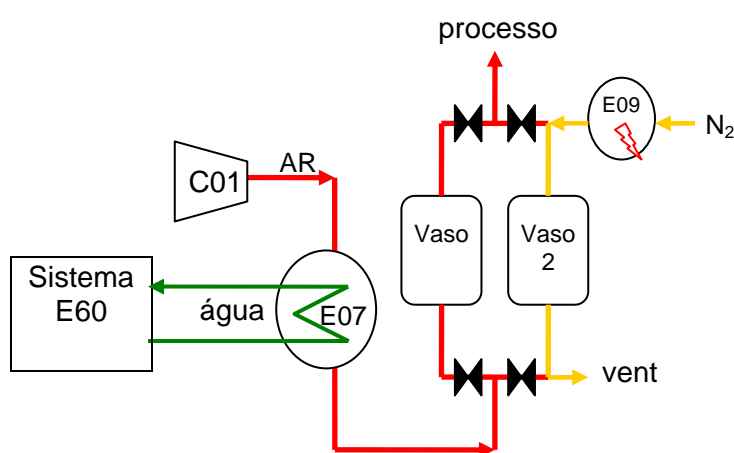 processo
E09
N₂
AR
C01
Vaso
Vaso
2
Sistema
E60
água
E07
vent